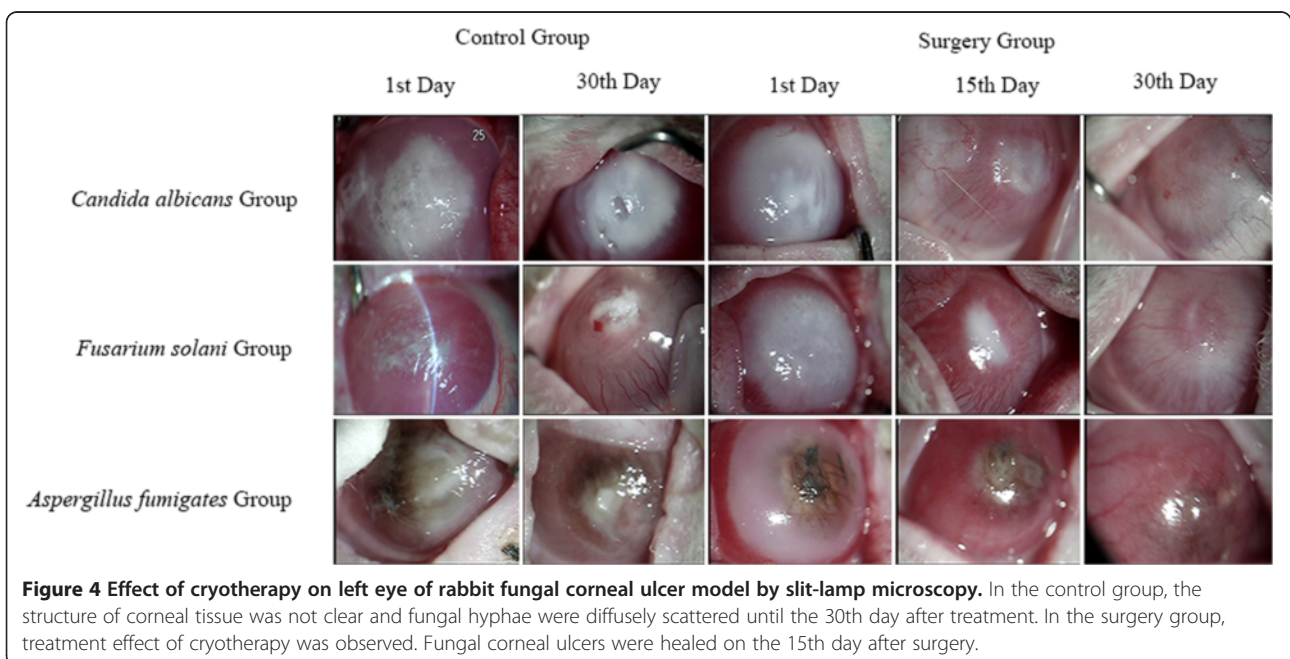 Control Group Surgery Group
1st Day 30th Day 1st Day 15th Day 30th Day
25
Candida albicans Group
Fusarium solani Group
Aspergillus fumigates Group
Figure 4 Effect of cryotherapy on left eye of rabbit fungal corneal ulcer model by slit-lamp microscopy. In the control group, the
structure of corneal tissue was not clear and fungal hyphae were diffusely scattered until the 30th day after treatment. In the surgery group,
treatment effect of cryotherapy was observed. Fungal corneal ulcers were healed on the 15th day after surgery.